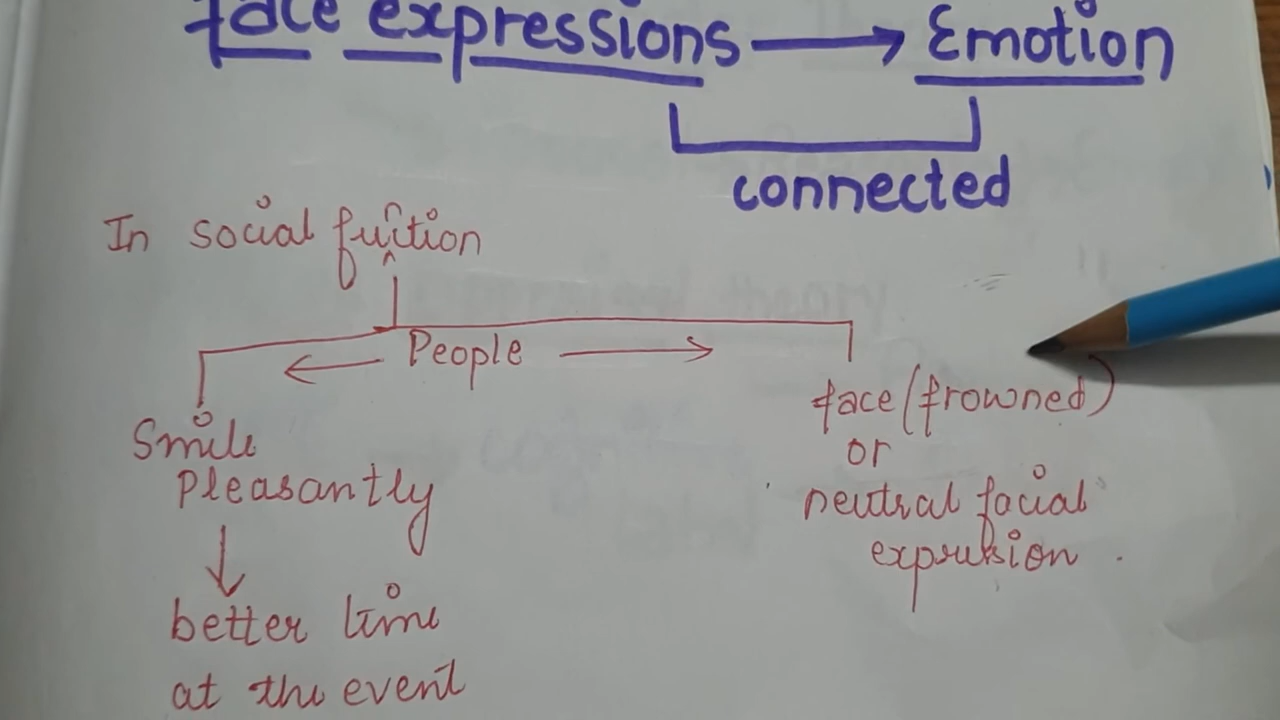 face expressions → Emotion
connected
In social fuction
People
Smile
face (frowned)
Pleasantly
or
neutral facial
expression
better time
at the event